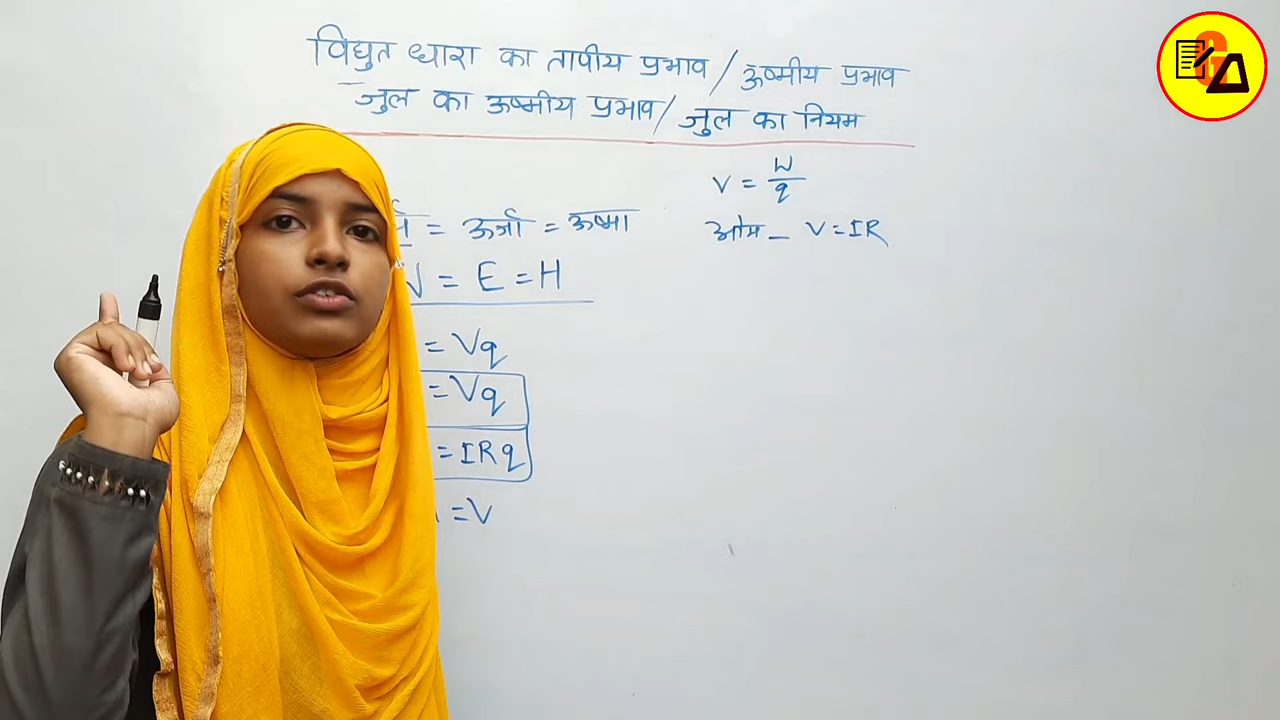 विद्युत धारा का तापीय प्रभाव / ऊष्मीय प्रभाव
जुल का ऊष्मीय प्रभाव / जुल का नियम
V = W/q
= ऊर्जा = ऊष्मा
ओम - V = IR
= E = H
= Vq
= Vq
= IRq
= V